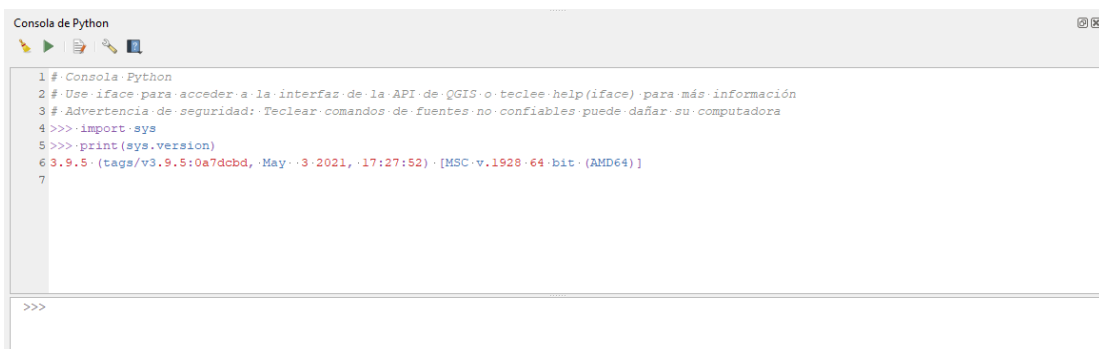 Consola de Python
1 # Consola Python
2 # Use iface para acceder a la interfaz de la API de QGIS o teclee help(iface) para más información
3 # Advertencia de seguridad: Teclear comandos de fuentes no confiables puede dañar su computadora
4 >>> import sys
5 >>> print(sys.version)
6 3.9.5 (tags/v3.9.5:0a7dcbd, May  3 2021, 17:27:52) [MSC v.1928 64 bit (AMD64)]
7
>>>